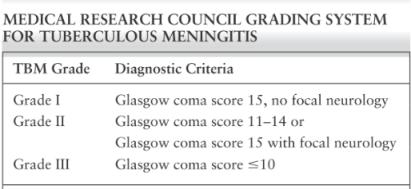 MEDICAL RESEARCH COUNCIL GRADING SYSTEM
FOR TUBERCULOUS MENINGITIS
TBM Grade Diagnostic Criteria
Grade I Glasgow coma score 15, no focal neurology
Grade II Glasgow coma score 11–14 or
Glasgow coma score 15 with focal neurology
Grade III Glasgow coma score ≤10